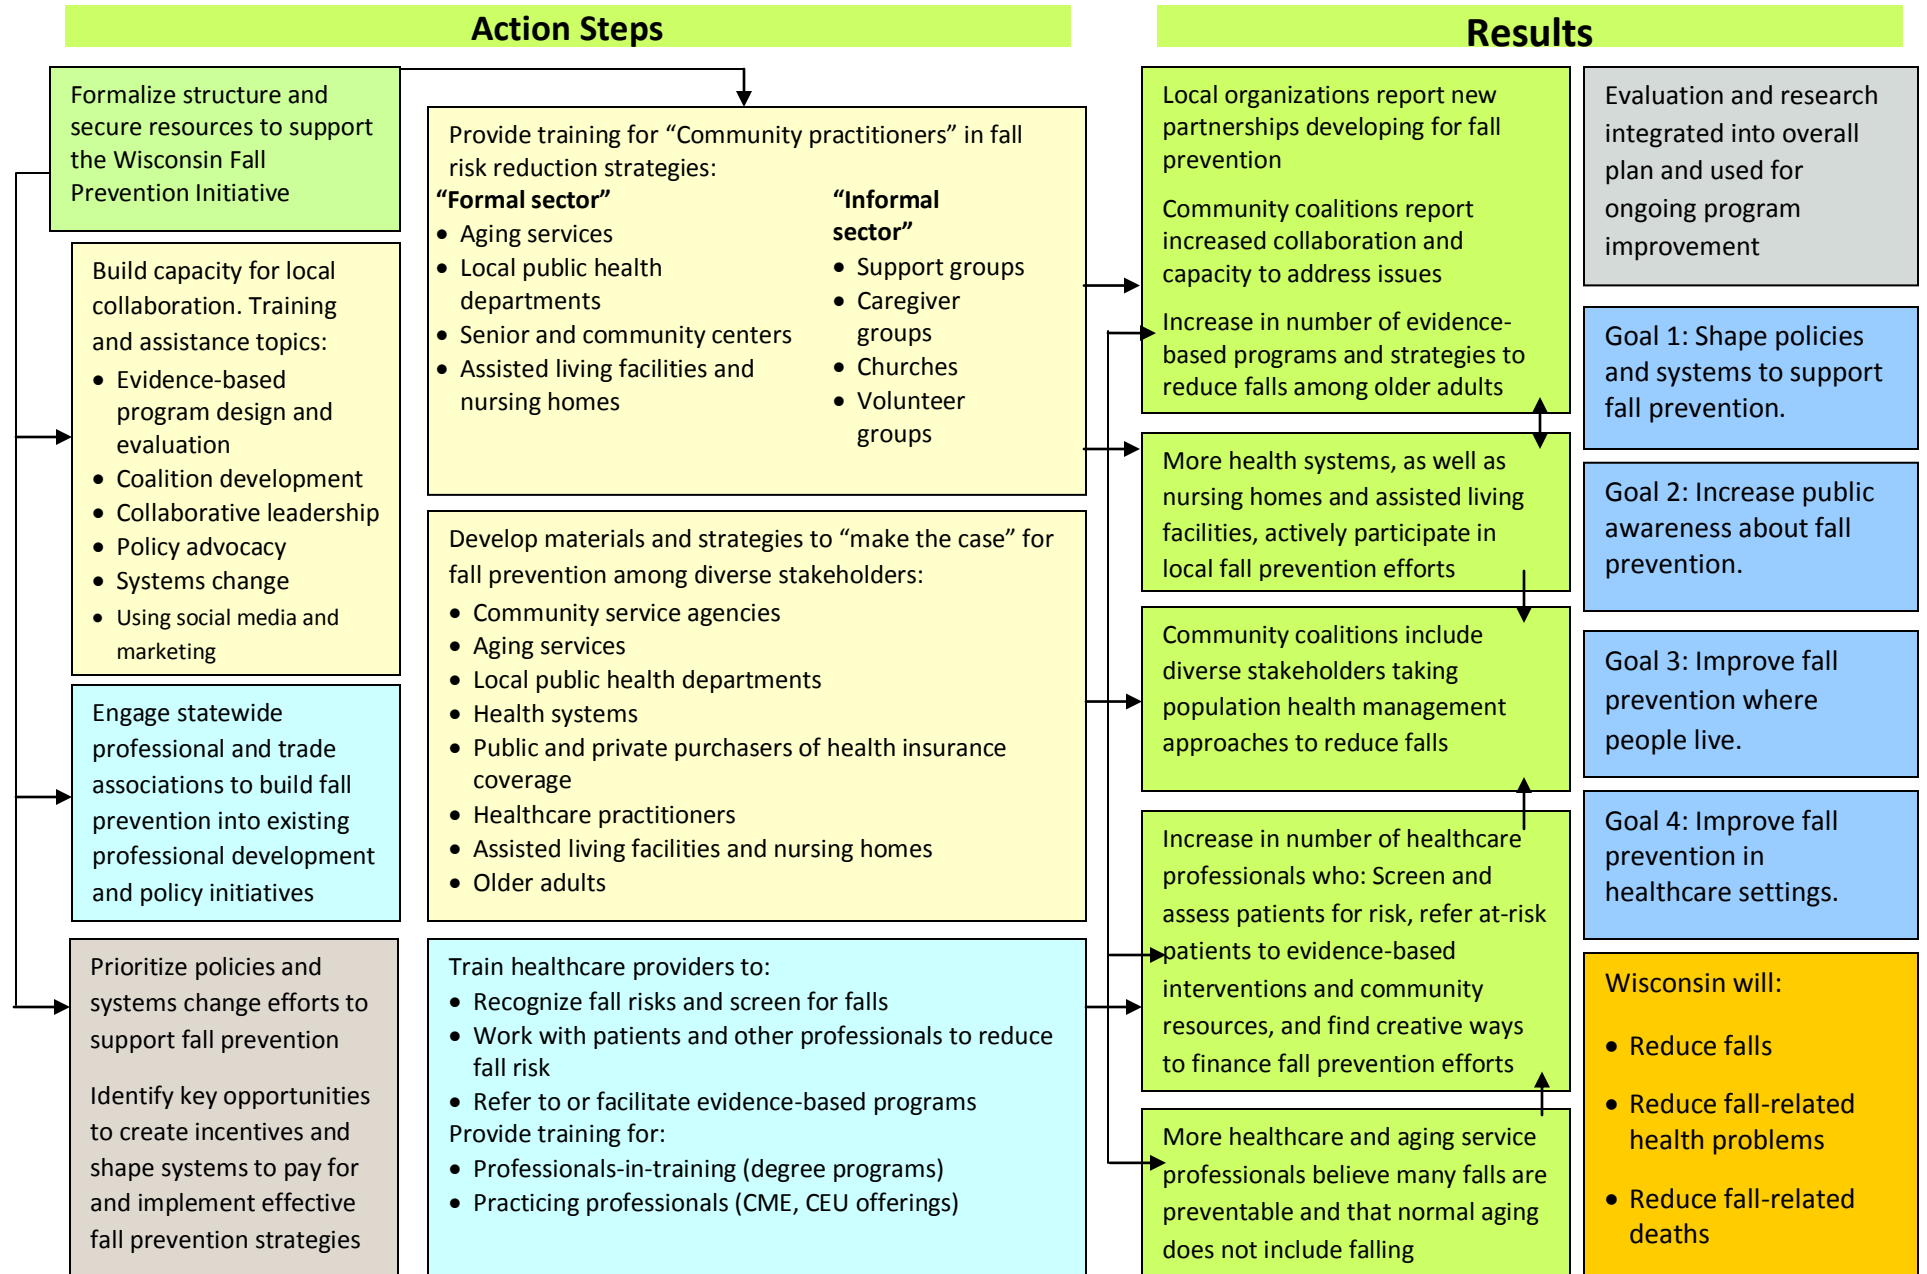 Action Steps
Results
Formalize structure and
secure resources to support
the Wisconsin Fall
Prevention Initiative
Build capacity for local
collaboration. Training
and assistance topics:
• Evidence-based
program design and
evaluation
• Coalition development
• Collaborative leadership
• Policy advocacy
• Systems change
• Using social media and
marketing
Engage statewide
professional and trade
associations to build fall
prevention into existing
professional development
and policy initiatives
Prioritize policies and
systems change efforts to
support fall prevention
Identify key opportunities
to create incentives and
shape systems to pay for
and implement effective
fall prevention strategies
Provide training for “Community practitioners” in fall
risk reduction strategies:
“Formal sector”
• Aging services
• Local public health
departments
• Senior and community centers
• Assisted living facilities and
nursing homes
“Informal
sector”
• Support groups
• Caregiver
groups
• Churches
• Volunteer
groups
Develop materials and strategies to “make the case” for
fall prevention among diverse stakeholders:
• Community service agencies
• Aging services
• Local public health departments
• Health systems
• Public and private purchasers of health insurance
coverage
• Healthcare practitioners
• Assisted living facilities and nursing homes
• Older adults
Train healthcare providers to:
• Recognize fall risks and screen for falls
• Work with patients and other professionals to reduce
fall risk
• Refer to or facilitate evidence-based programs
Provide training for:
• Professionals-in-training (degree programs)
• Practicing professionals (CME, CEU offerings)
Local organizations report new
partnerships developing for fall
prevention
Community coalitions report
increased collaboration and
capacity to address issues
Increase in number of evidence-
based programs and strategies to
reduce falls among older adults
More health systems, as well as
nursing homes and assisted living
facilities, actively participate in
local fall prevention efforts
Community coalitions include
diverse stakeholders taking
population health management
approaches to reduce falls
Increase in number of healthcare
professionals who: Screen and
assess patients for risk, refer at-risk
patients to evidence-based
interventions and community
resources, and find creative ways
to finance fall prevention efforts
More healthcare and aging service
professionals believe many falls are
preventable and that normal aging
does not include falling
Evaluation and research
integrated into overall
plan and used for
ongoing program
improvement
Goal 1: Shape policies
and systems to support
fall prevention.
Goal 2: Increase public
awareness about fall
prevention.
Goal 3: Improve fall
prevention where
people live.
Goal 4: Improve fall
prevention in
healthcare settings.
Wisconsin will:
• Reduce falls
• Reduce fall-related
health problems
• Reduce fall-related
deaths